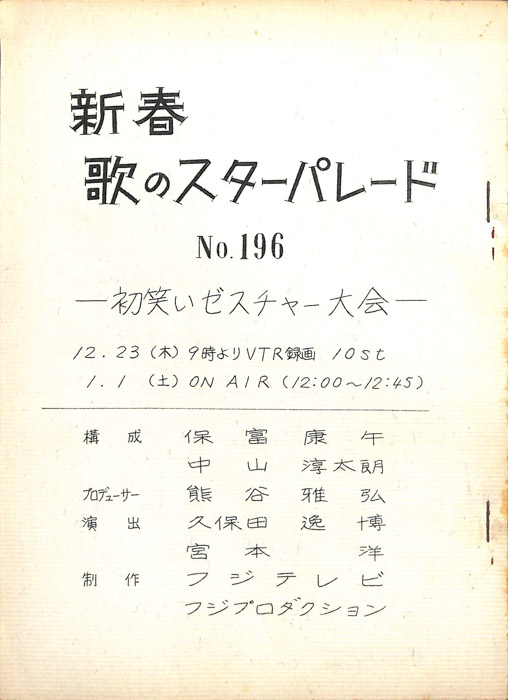 新春
歌のスターパレード
No.196
―初笑いゼスチャー大会―
12.23(木)9時よりVTR録画 10st
1.1 (土) ON AIR (12:00〜12:45)
構成 保富康午
中山淳太朗
プロデューサー 熊谷雅弘
演出 久保田逸博
宮本洋
制作 フジテレビ
フジプロダクション